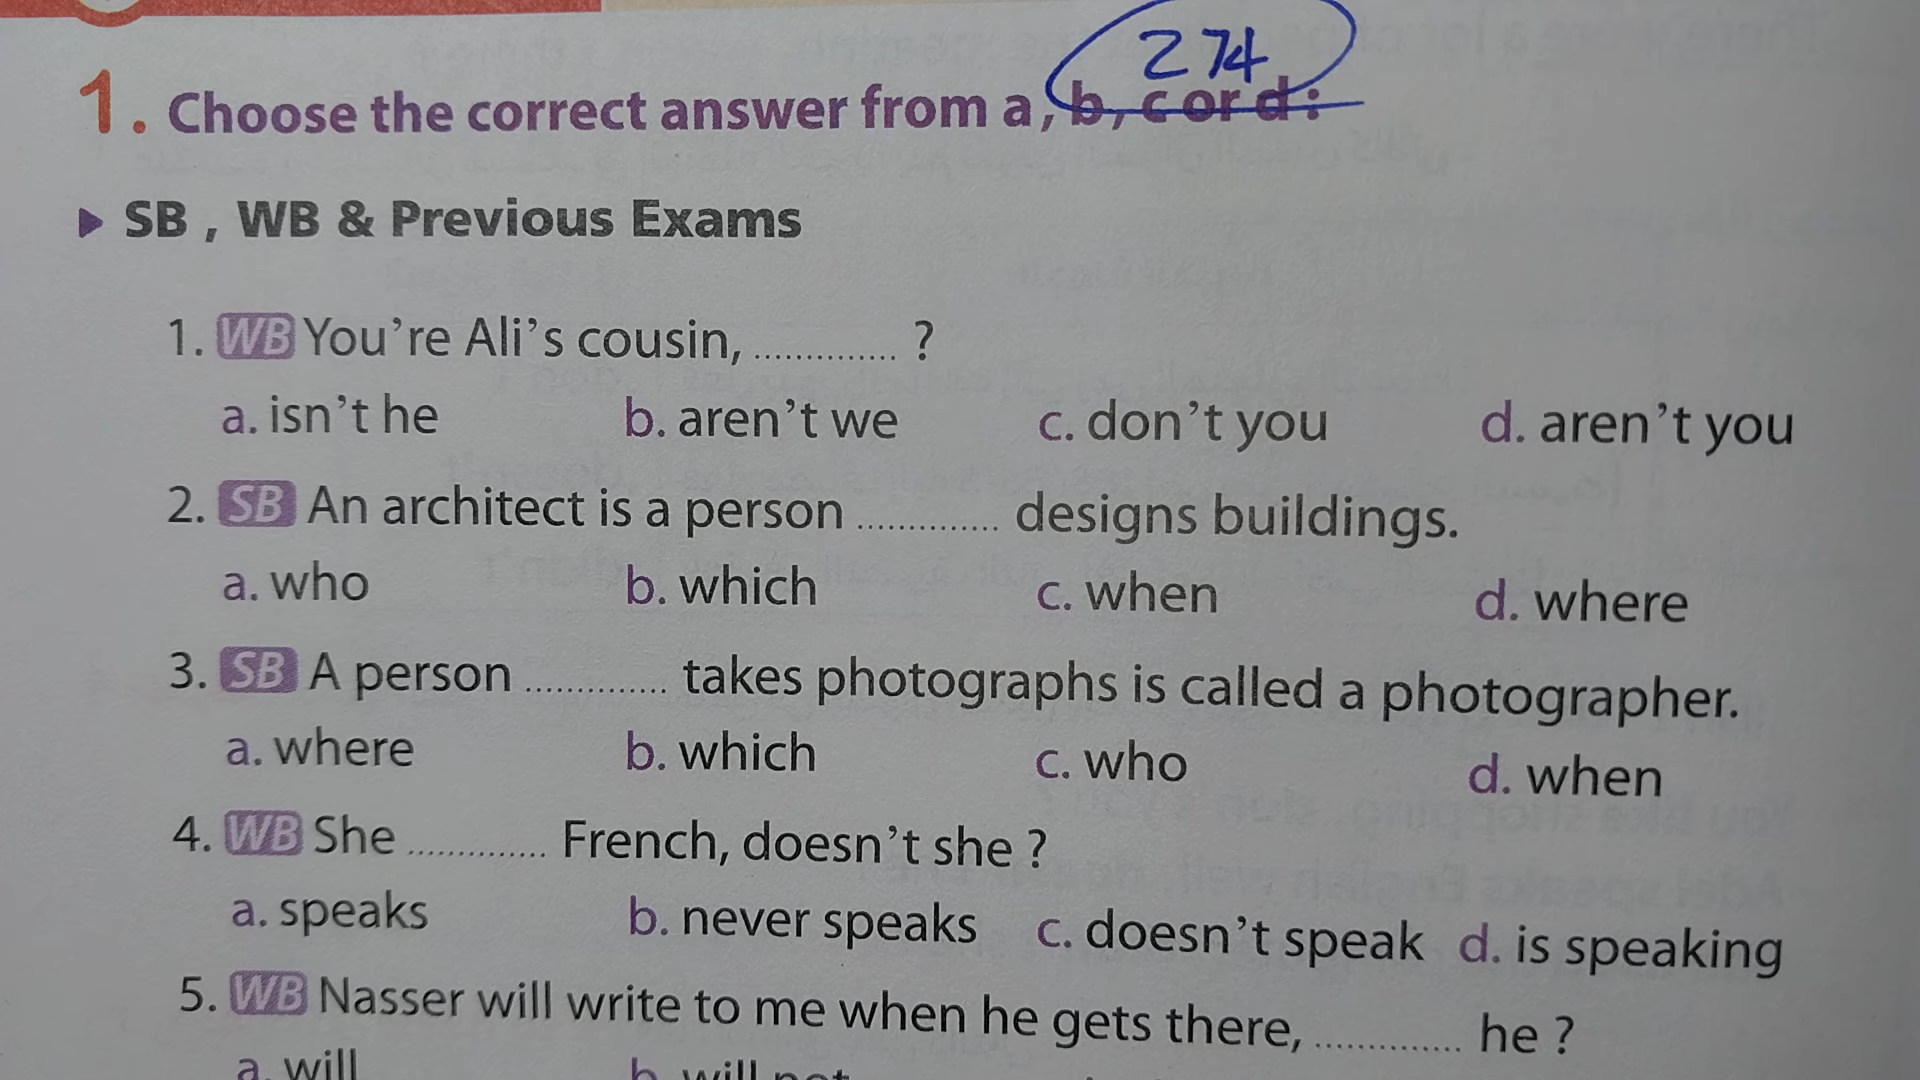 274
1. Choose the correct answer from a, b, c or d:
▶ SB , WB & Previous Exams
1. WB You're Ali's cousin, .............. ?
a. isn't he b. aren't we c. don't you d. aren't you
2. SB An architect is a person .............. designs buildings.
a. who b. which c. when d. where
3. SB A person .............. takes photographs is called a photographer.
a. where b. which c. who d. when
4. WB She .............. French, doesn't she ?
a. speaks b. never speaks c. doesn't speak d. is speaking
5. WB Nasser will write to me when he gets there, .............. he ?
a. will b. will not